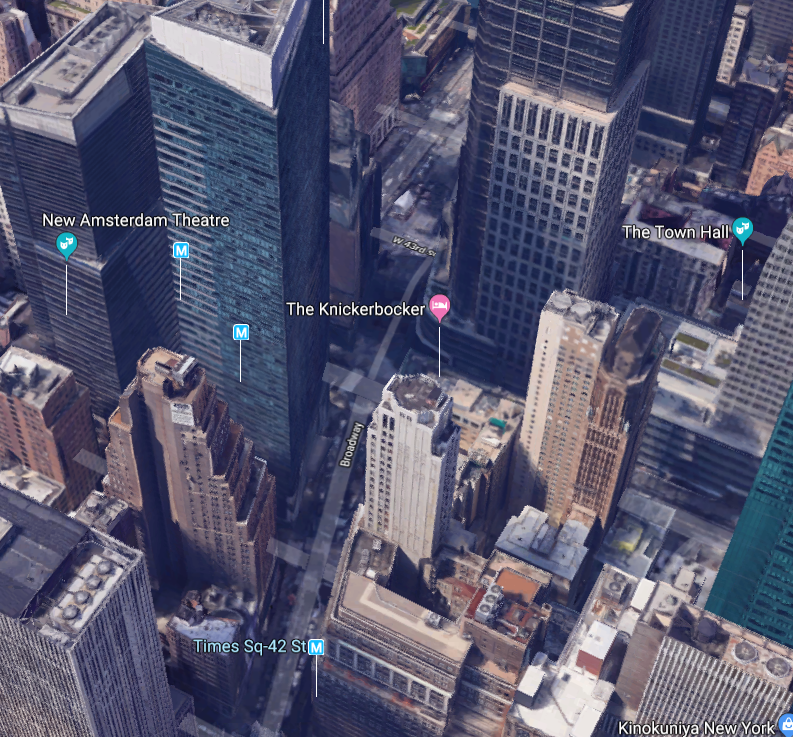 New Amsterdam Theatre
The Town Hall
W 43rd St
The Knickerbocker
Broadway
Times Sq-42 St
Kinokuniya New York
M
M
M